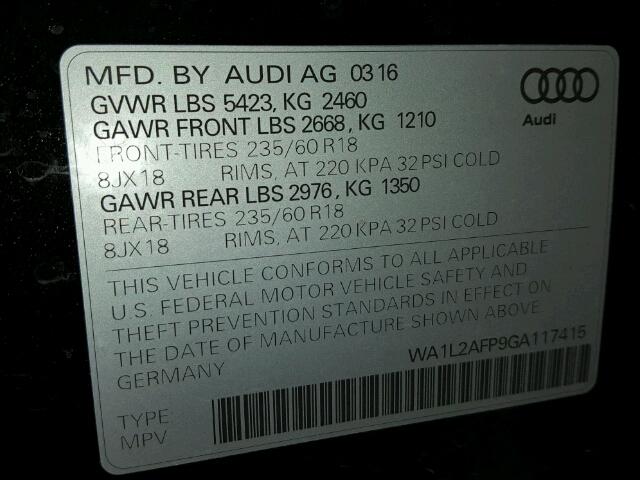 MFD. BY AUDI AG 03 16
GVWR LBS 5423, KG 2460
GAWR FRONT LBS 2668, KG 1210
FRONT-TIRES 235/60 R18
8JX18 RIMS, AT 220 KPA 32 PSI COLD
GAWR REAR LBS 2976, KG 1350
REAR-TIRES 235/60 R18
8JX18 RIMS, AT 220 KPA 32 PSI COLD
Audi
THIS VEHICLE CONFORMS TO ALL APPLICABLE
U.S. FEDERAL MOTOR VEHICLE SAFETY AND
THEFT PREVENTION STANDARDS IN EFFECT ON
THE DATE OF MANUFACTURE SHOWN ABOVE.
GERMANY
WA1L2AFP9GA117415
TYPE
MPV